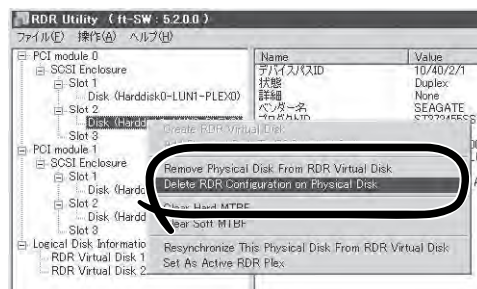 RDR Utility ( ft-SW : 5.2.0.0 )
ファイル(F) 操作(A) ヘルプ(H)
PCI module 0
SCSI Enclosure
Slot 1
Disk (Harddisk0-LUN1-PLEX0)
Slot 2
Disk (Hardd
Slot 3
PCI module 1
SCSI Enclosure
Slot 1
Disk (Hardd
Slot 2
Disk (Hardd
Slot 3
Logical Disk Informatio
RDR Virtual Disk 1
RDR Virtual Disk 2
Name Value
デバイスパスID 10/40/2/1
状態 Duplex
詳細 None
ベンダー名 SEAGATE
Create RDR Virtual Disk
Remove Physical Disk From RDR Virtual Disk
Delete RDR Configuration on Physical Disk
Clear Hard MTBF
Clear Soft MTBF
Resynchronize This Physical Disk From RDR Virtual Disk
Set As Active RDR Plex